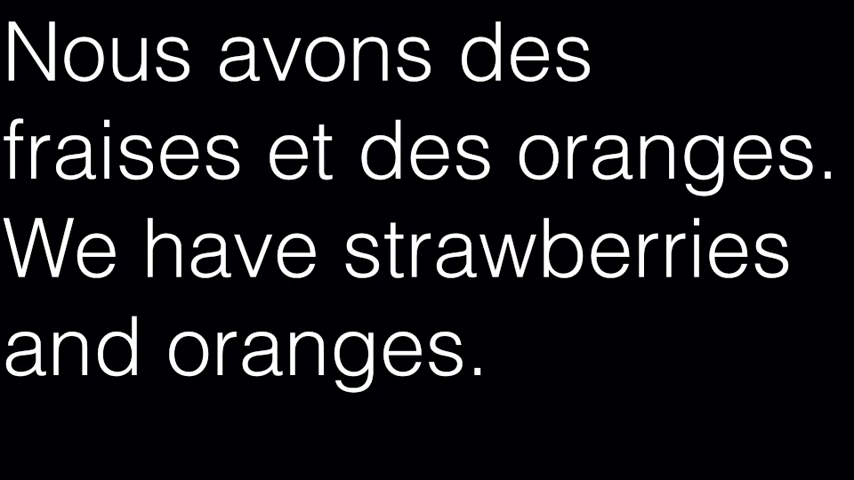 Nous avons des
fraises et des oranges.
We have strawberries
and oranges.